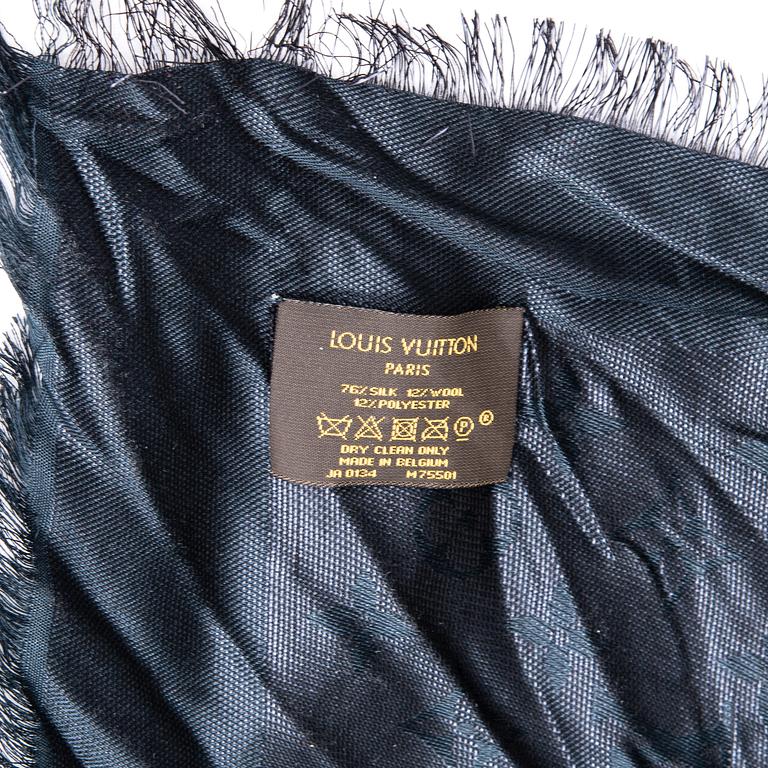 LOUIS VUITTON
PARIS
76% SILK 12% WOOL
12% POLYESTER
P ®
DRY CLEAN ONLY
MADE IN BELGIUM
JA 0134 M75501